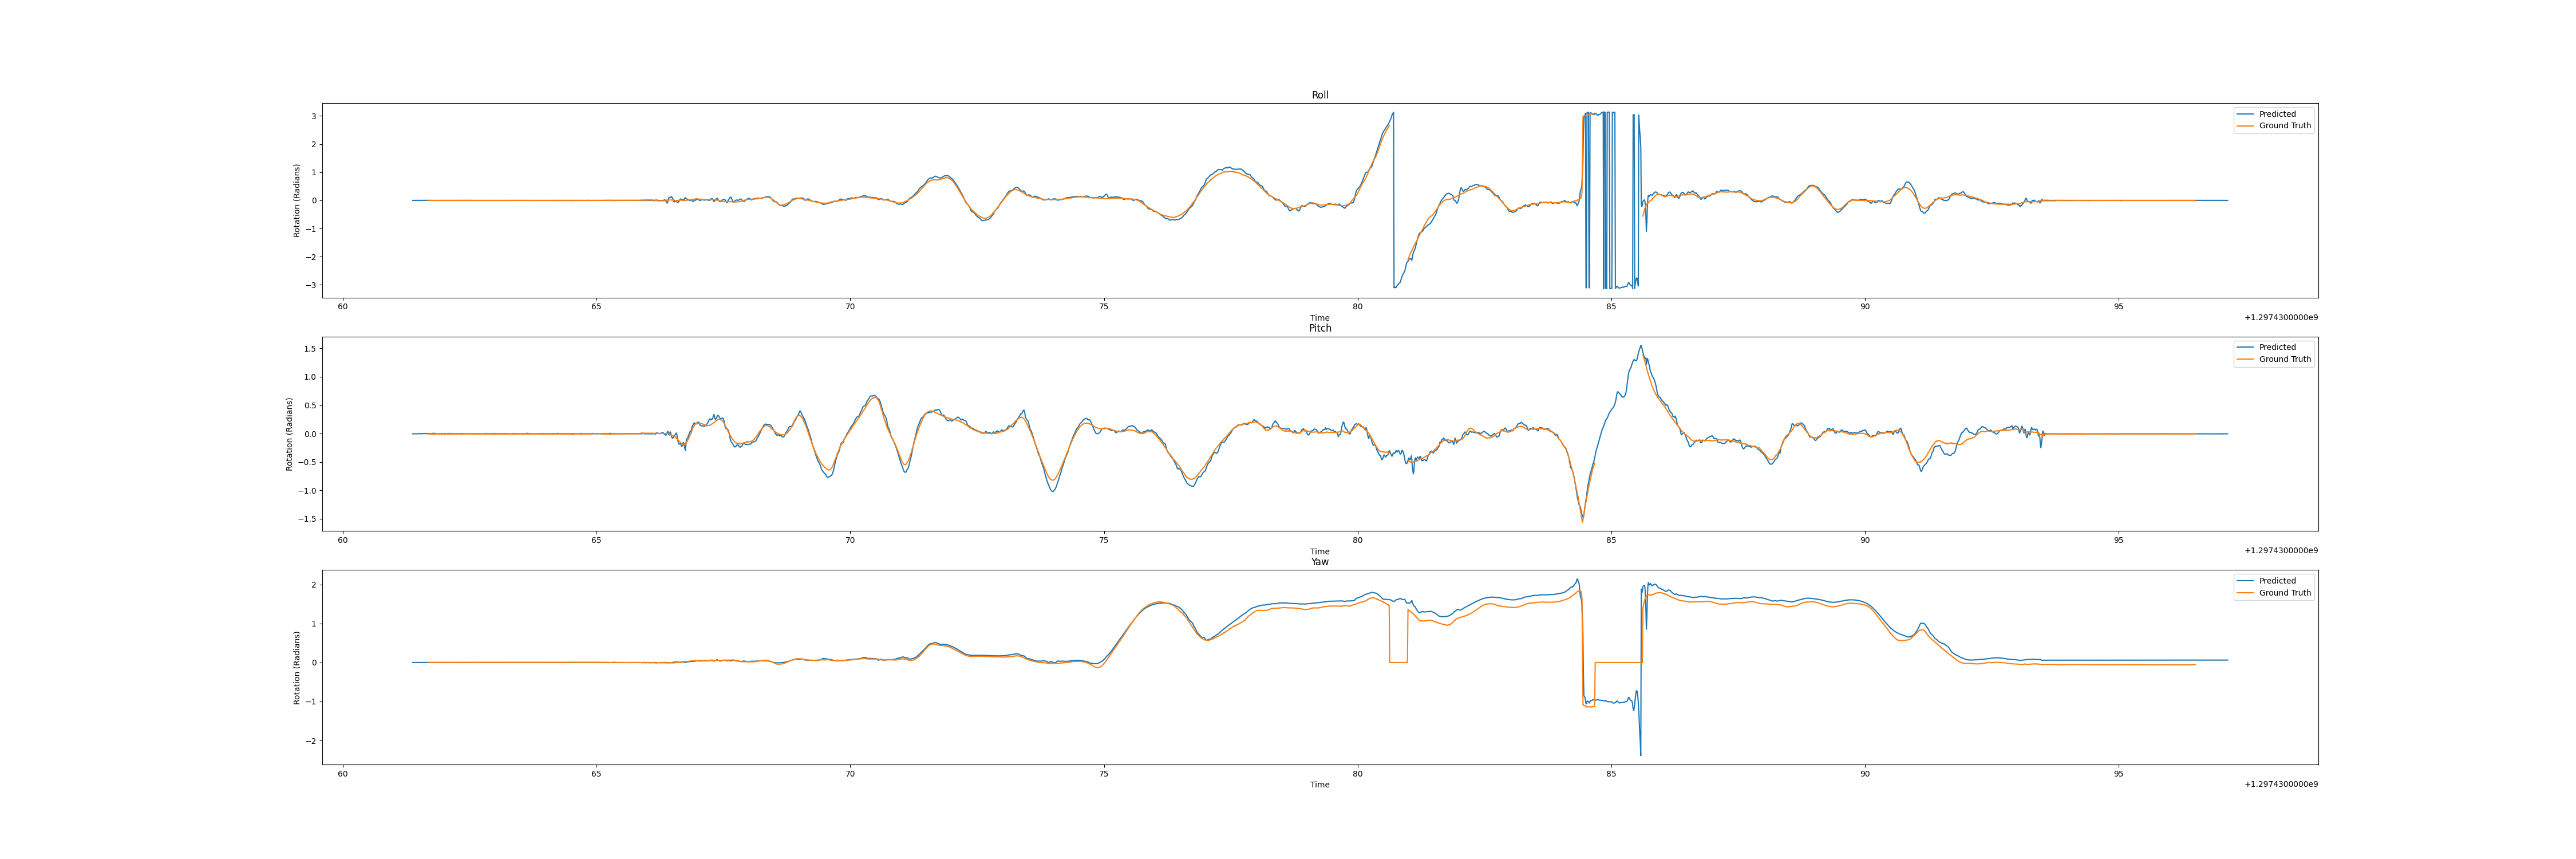 Roll
Rotation (Radians)
3
2
1
0
−1
−2
−3
Predicted
Ground Truth
60 65 70 75 80 85 90 95
Time
+1.2974300000e9
Pitch
Rotation (Radians)
1.5
1.0
0.5
0.0
−0.5
−1.0
−1.5
Predicted
Ground Truth
60 65 70 75 80 85 90 95
Time
+1.2974300000e9
Yaw
Rotation (Radians)
2
1
0
−1
−2
Predicted
Ground Truth
60 65 70 75 80 85 90 95
Time
+1.2974300000e9